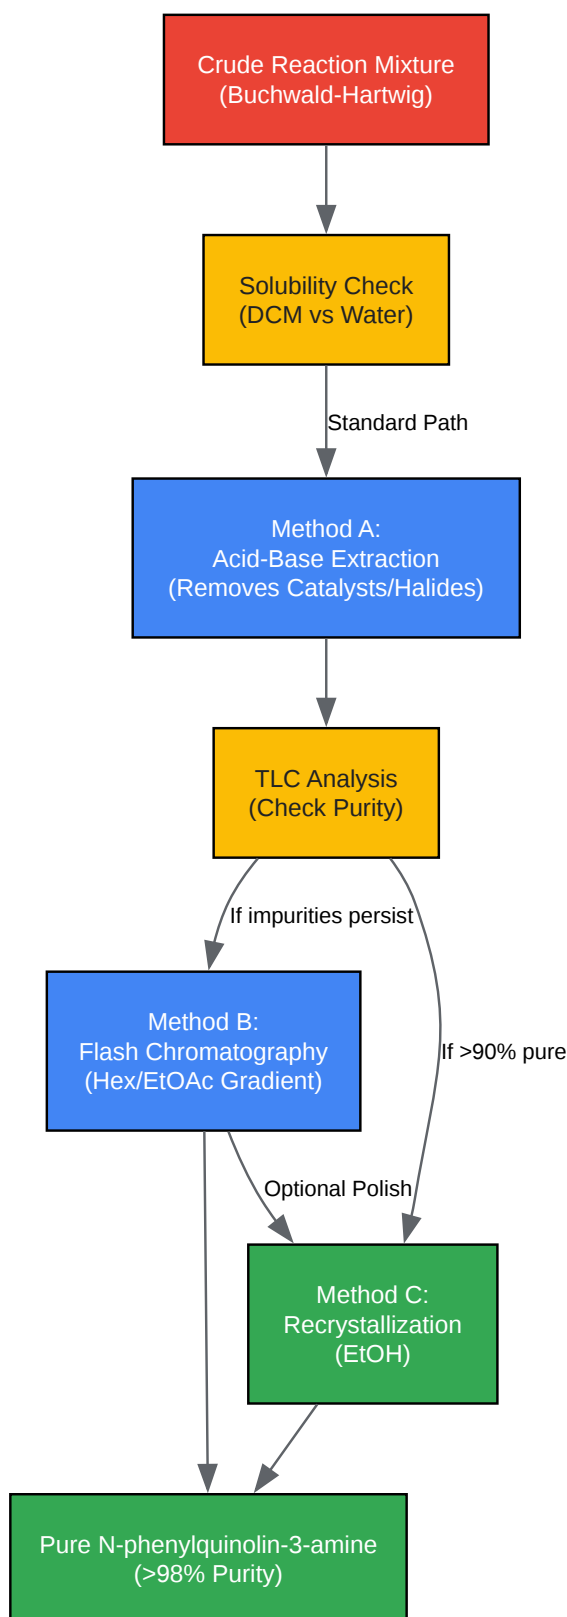 Crude Reaction Mixture
(Buchwald-Hartwig)
Solubility Check
(DCM vs Water)
Standard Path
Method A:
Acid-Base Extraction
(Removes Catalysts/Halides)
TLC Analysis
(Check Purity)
If impurities persist
Method B:
Flash Chromatography
(Hex/EtOAc Gradient)
If >90% pure
Optional Polish
Method C:
Recrystallization
(EtOH)
Pure N-phenylquinolin-3-amine
(>98% Purity)